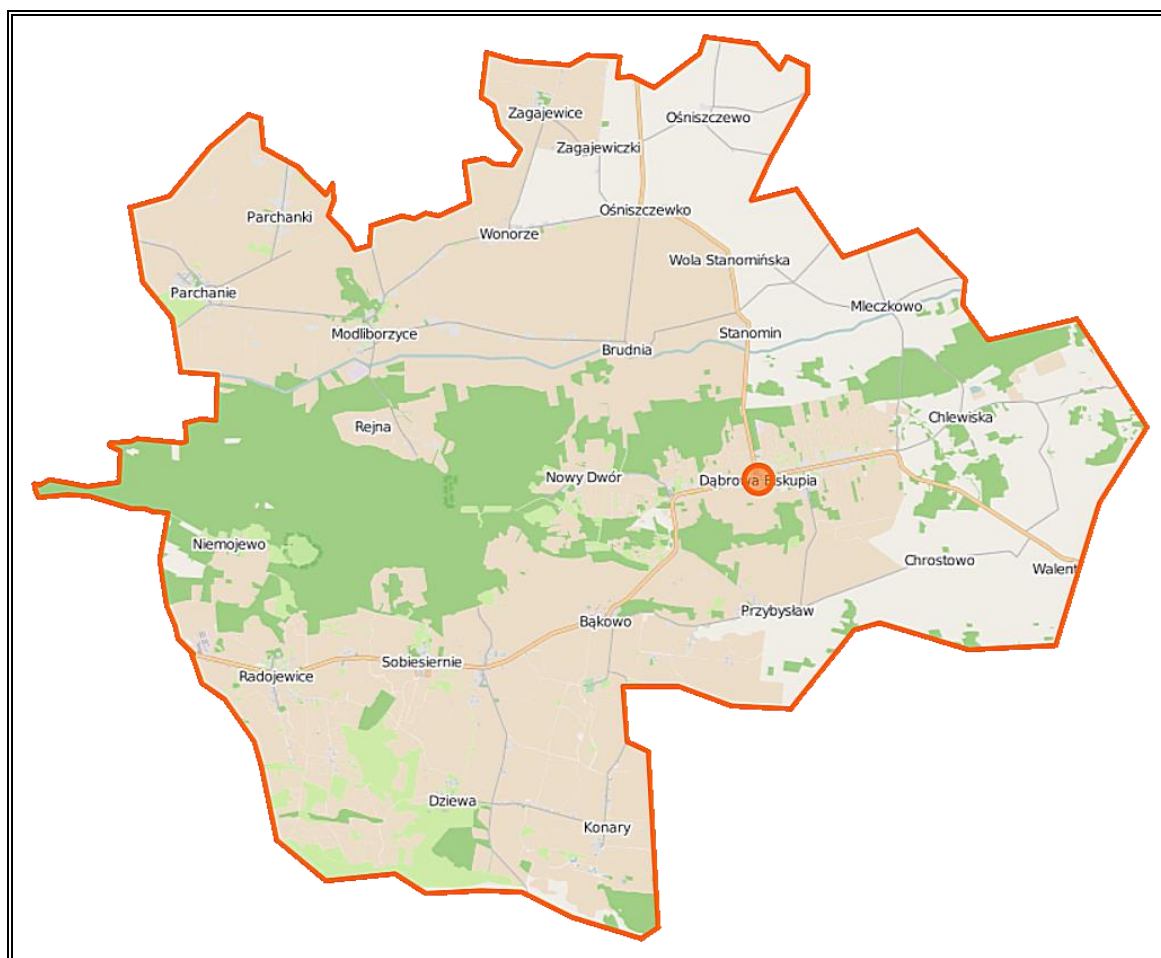 Zagajewice
Ośniszczewo
Zagajewiczki
Ośniszczewko
Parchanki
Wonorze
Wola Stanomińska
Parchanie
Mleczkowo
Modliborzyce
Stanomin
Brudnia
Chlewiska
Rejna
Nowy Dwór
Dąbrowa Biskupia
Niemojewo
Chrostowo
Walent
Przybysław
Bąkowo
Sobiesiernie
Radojewice
Dziewa
Konary